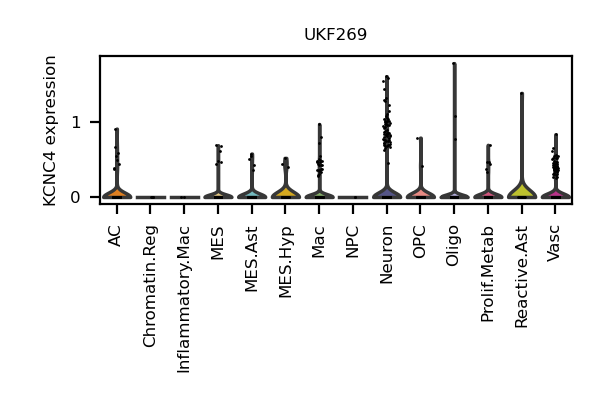 UKF269
KCNC4 expression
1
0
AC
Chromatin.Reg
Inflammatory.Mac
MES
MES.Ast
MES.Hyp
Mac
NPC
Neuron
OPC
Oligo
Prolif.Metab
Reactive.Ast
Vasc